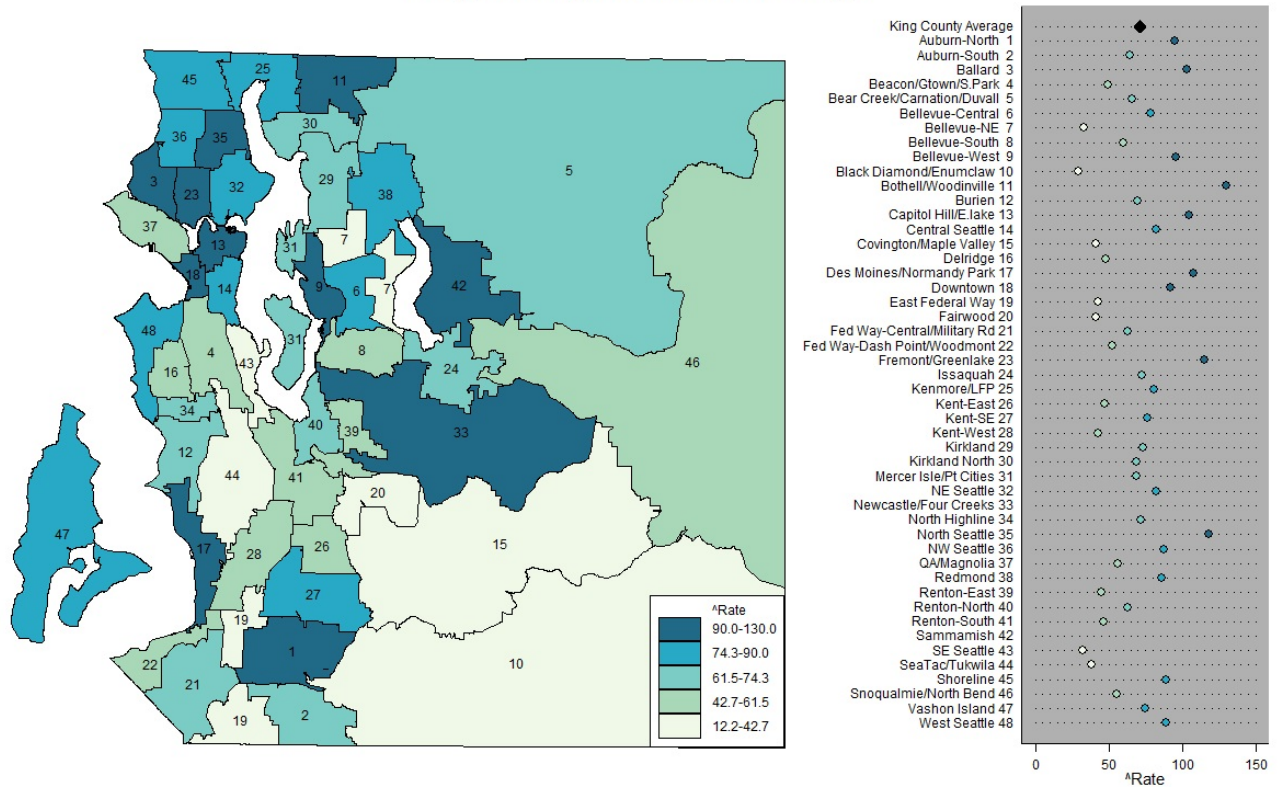 45
25
11
30
36
35
5
3
23
32
29
38
37
13
31
7
18
14
9
6
7
42
48
4
43
31
8
46
16
24
34
40
39
33
12
44
41
20
47
17
28
26
15
27
19
1
10
22
21
19
2
^Rate
90.0-130.0
74.3-90.0
61.5-74.3
42.7-61.5
12.2-42.7
King County Average
Auburn-North 1
Auburn-South 2
Ballard 3
Beacon/Gtown/S.Park 4
Bear Creek/Carnation/Duvall 5
Bellevue-Central 6
Bellevue-NE 7
Bellevue-South 8
Bellevue-West 9
Black Diamond/Enumclaw 10
Bothell/Woodinville 11
Burien 12
Capitol Hill/E.lake 13
Central Seattle 14
Covington/Maple Valley 15
Delridge 16
Des Moines/Normandy Park 17
Downtown 18
East Federal Way 19
Fairwood 20
Fed Way-Central/Military Rd 21
Fed Way-Dash Point/Woodmont 22
Fremont/Greenlake 23
Issaquah 24
Kenmore/LFP 25
Kent-East 26
Kent-SE 27
Kent-West 28
Kirkland 29
Kirkland North 30
Mercer Isle/Pt Cities 31
NE Seattle 32
Newcastle/Four Creeks 33
North Highline 34
North Seattle 35
NW Seattle 36
QA/Magnolia 37
Redmond 38
Renton-East 39
Renton-North 40
Renton-South 41
Sammamish 42
SE Seattle 43
SeaTac/Tukwila 44
Shoreline 45
Snoqualmie/North Bend 46
Vashon Island 47
West Seattle 48
0 50 100 150
^Rate